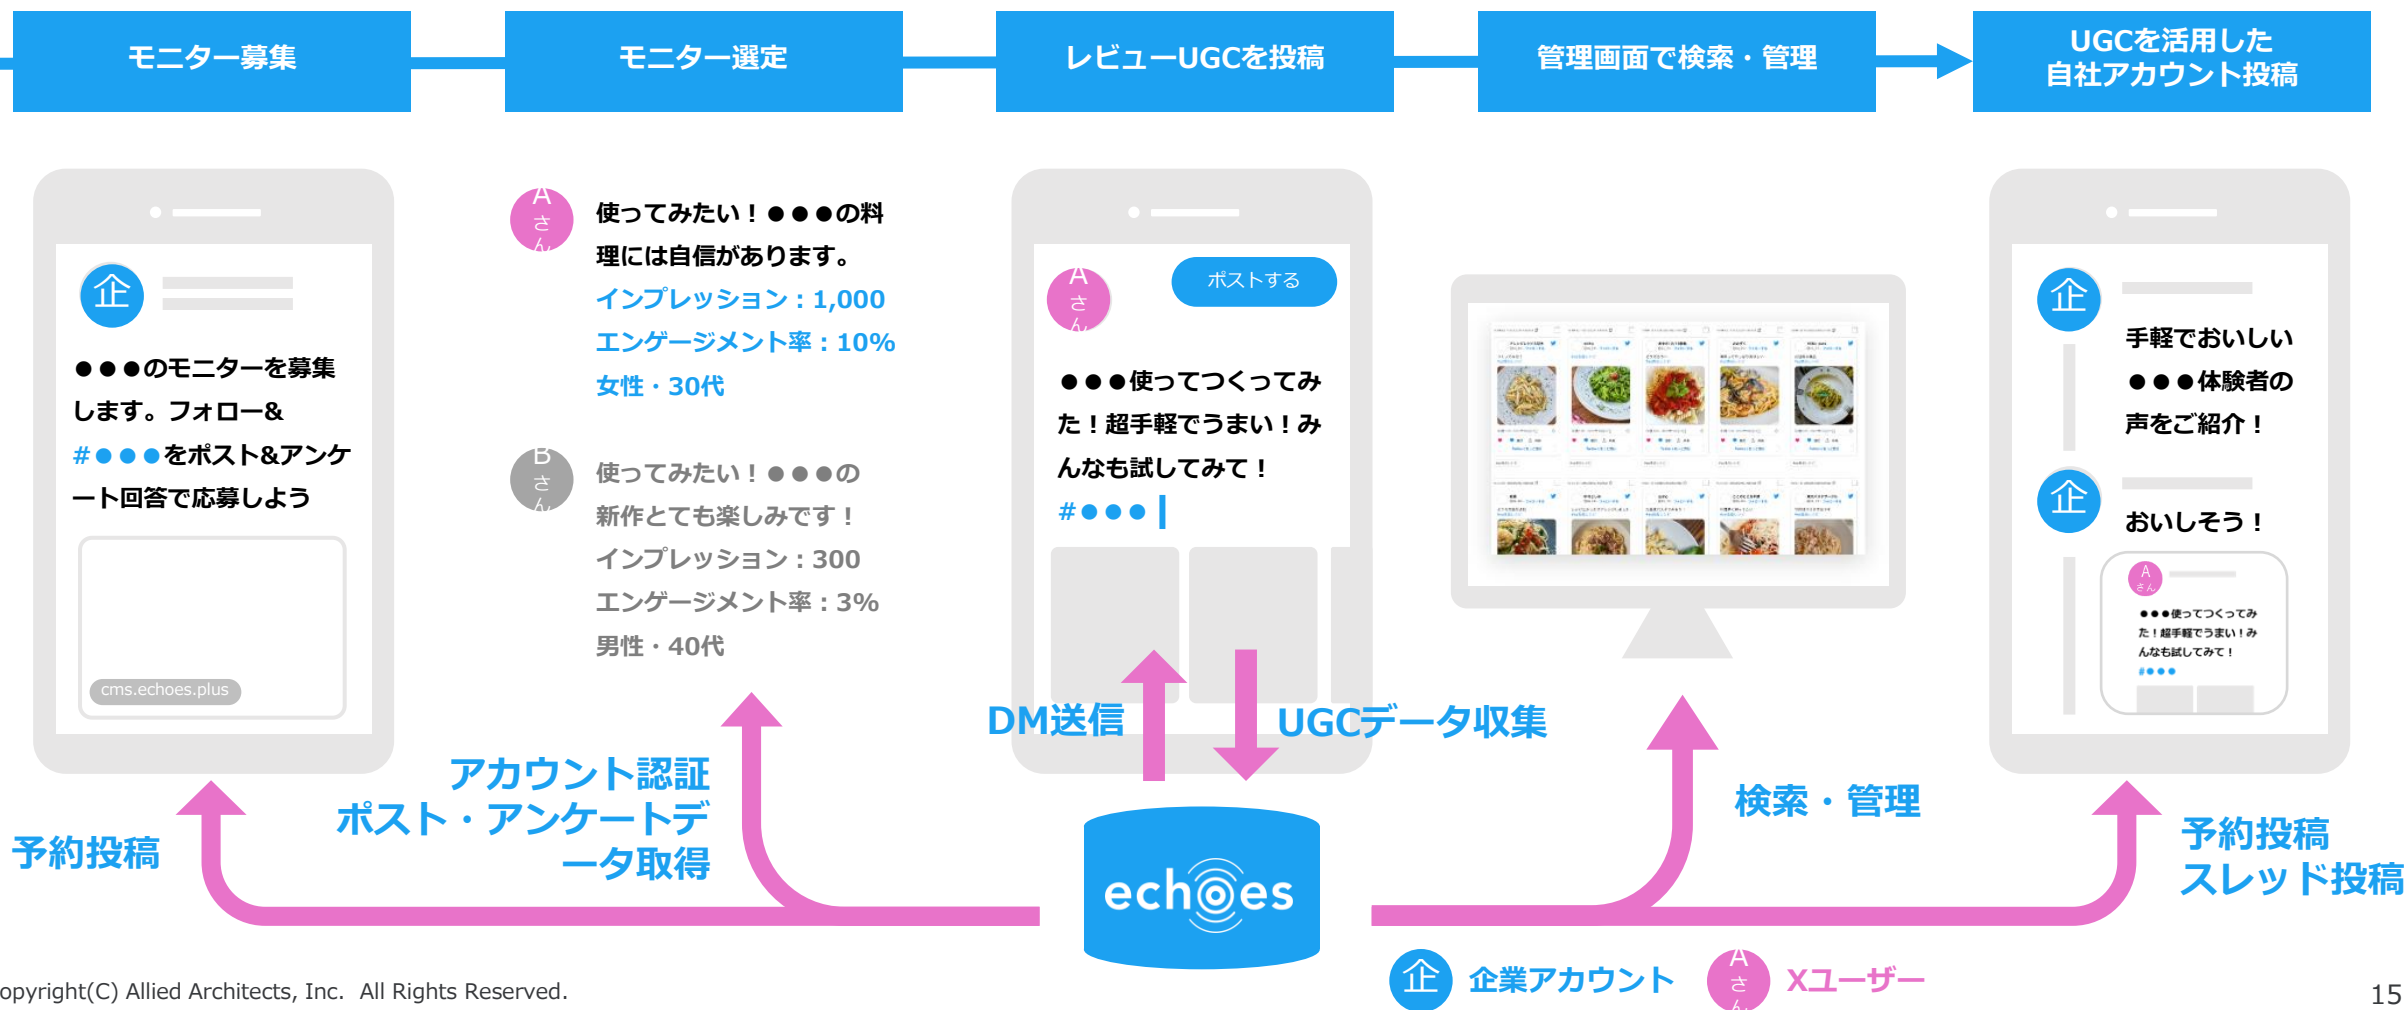 モニター募集
モニター選定
レビューUGCを投稿
管理画面で検索・管理
UGCを活用した
自社アカウント投稿
企
●●●のモニターを募集
します。フォロー&
#●●●をポスト&アンケ
ート回答で応募しよう
cms.echoes.plus
予約投稿
Aさん
使ってみたい！●●●の料
理には自信があります。
インプレッション：1,000
エンゲージメント率：10%
女性・30代
Bさん
使ってみたい！●●●の
新作とても楽しみです！
インプレッション：300
エンゲージメント率：3%
男性・40代
アカウント認証
ポスト・アンケートデ
ータ取得
Aさん
ポストする
●●●使ってつくってみ
た！超手軽でうまい！み
んなも試してみて！
#●●●
DM送信
UGCデータ収集
echoes
検索・管理
企
手軽でおいしい
●●●体験者の
声をご紹介！
企
おいしそう！
A
さん
●●●使ってつくってみ
た！超手軽でうまい！み
んなも試してみて！
#●●●
予約投稿
スレッド投稿
企
企業アカウント
Aさん
Xユーザー
opyright(C) Allied Architects, Inc.  All Rights Reserved.
15